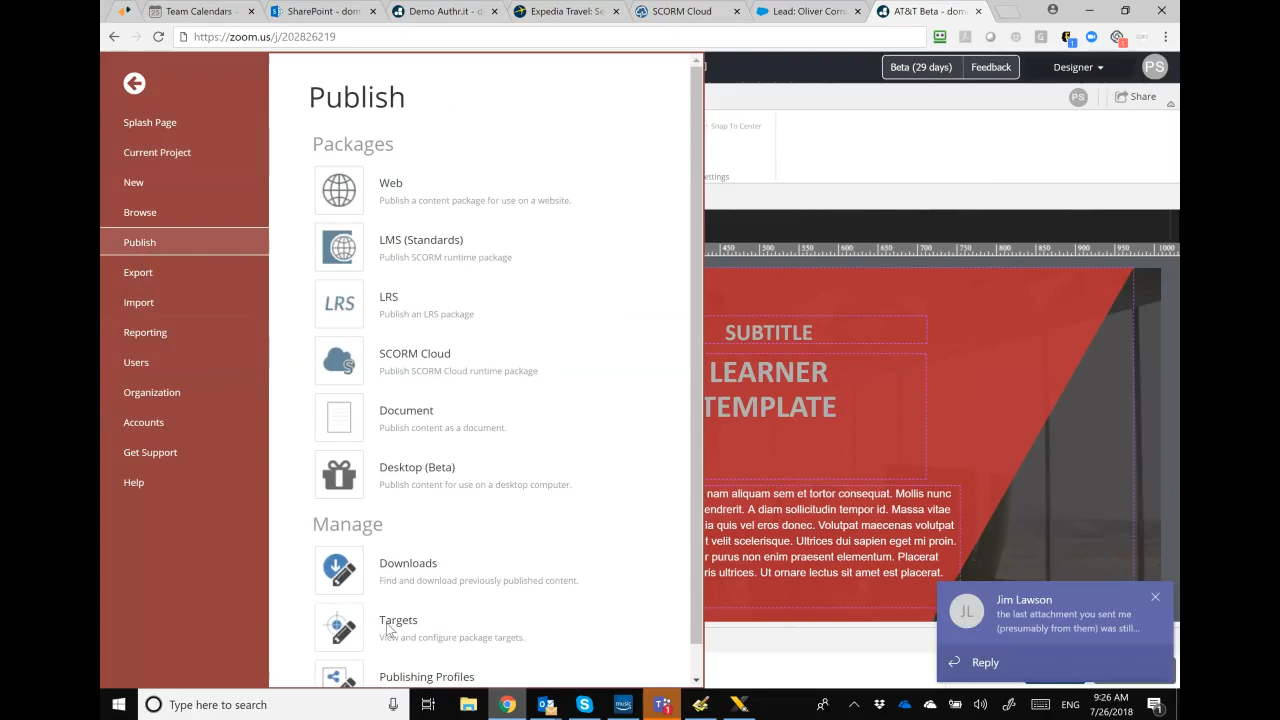 Team Calendars -
SharePoint - dom
Demo Authr.it - d
Expedia Travel: Se
SCORM Cloud
Lead: Oliver Cons
AT&T Beta - dom
https://zoom.us/j/202826219
Splash Page
Current Project
New
Browse
Publish
Export
Import
Reporting
Users
Organization
Accounts
Get Support
Help
Publish
Packages
Web
Publish a content package for use on a website.
LMS (Standards)
Publish SCORM runtime package
LRS
LRS
Publish an LRS package
SCORM Cloud
Publish SCORM Cloud runtime package
Document
Publish content as a document.
Desktop (Beta)
Publish content for use on a desktop computer.
Manage
Downloads
Find and download previously published content.
Targets
View and configure package targets.
Publishing Profiles
Beta (29 days)
Feedback
Designer
PS
PS
Share
Snap To Center
ettings
450 500 550 600 650 700 750 800 850 900 950 1000
SUBTITLE
LEARNER
TEMPLATE
nam aliquam sem et tortor consequat. Mollis nunc
endrerit. A diam sollicitudin tempor id. Massa vitae
ia quis vel eros donec. Volutpat maecenas volutpat
t velit scelerisque. Ultrices dui sapien eget mi proin.
r purus non enim praesent elementum. Placerat
ris ultrices. Ut ornare lectus sit amet est placerat.
JL
Jim Lawson
the last attachment you sent me
(presumably from them) was still...
Reply
Type here to search
music
ENG
9:26 AM
7/26/2018